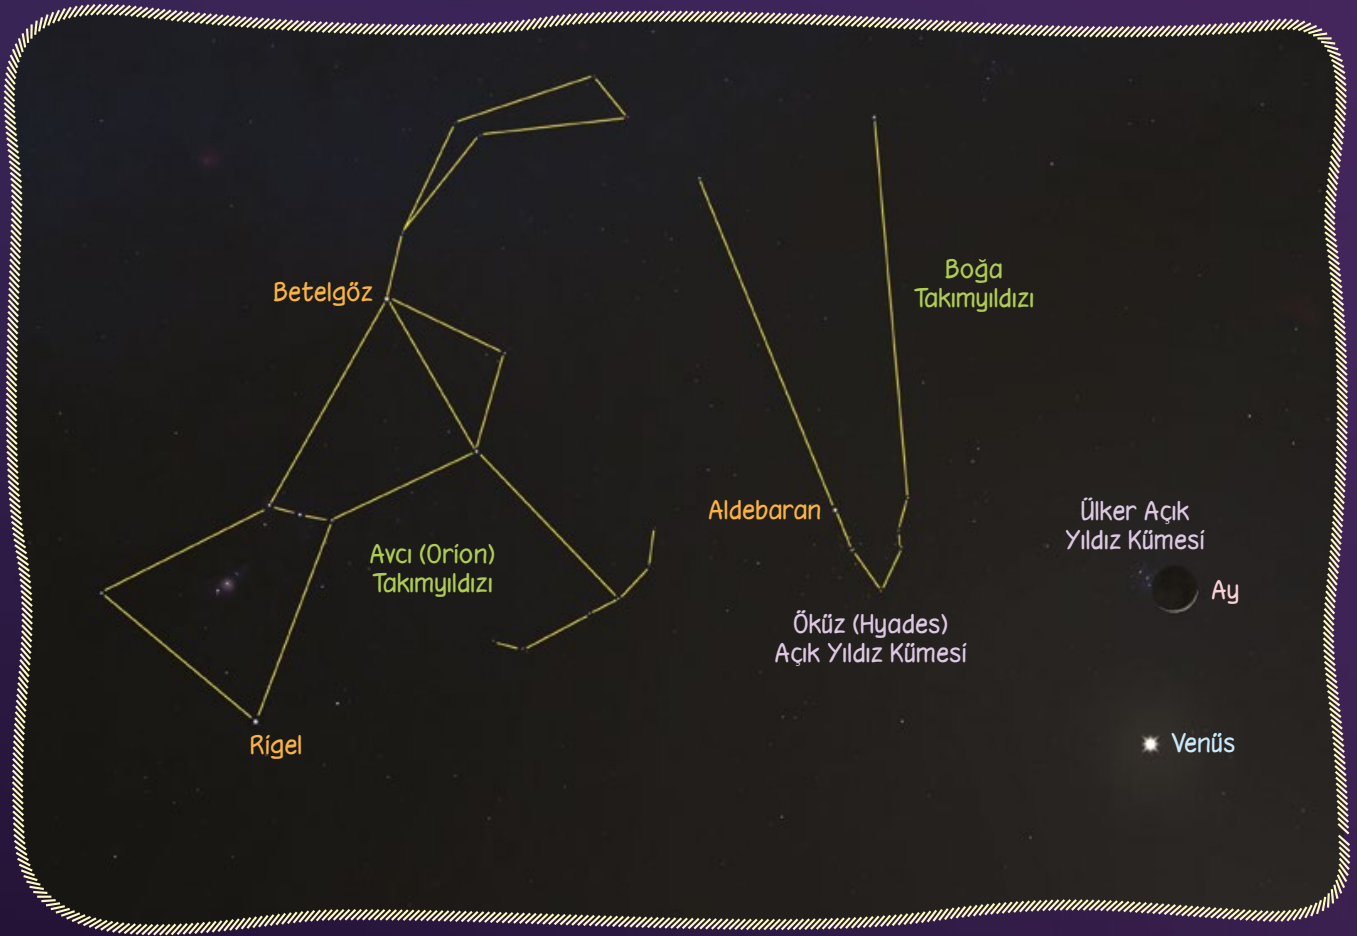 Betelgöz
Boğa
Takımyıldızı
Aldebaran
Ülker Açık
Yıldız Kümesi
Avcı (Orion)
Takımyıldızı
Ay
Öküz (Hyades)
Açık Yıldız Kümesi
Rigel
Venüs